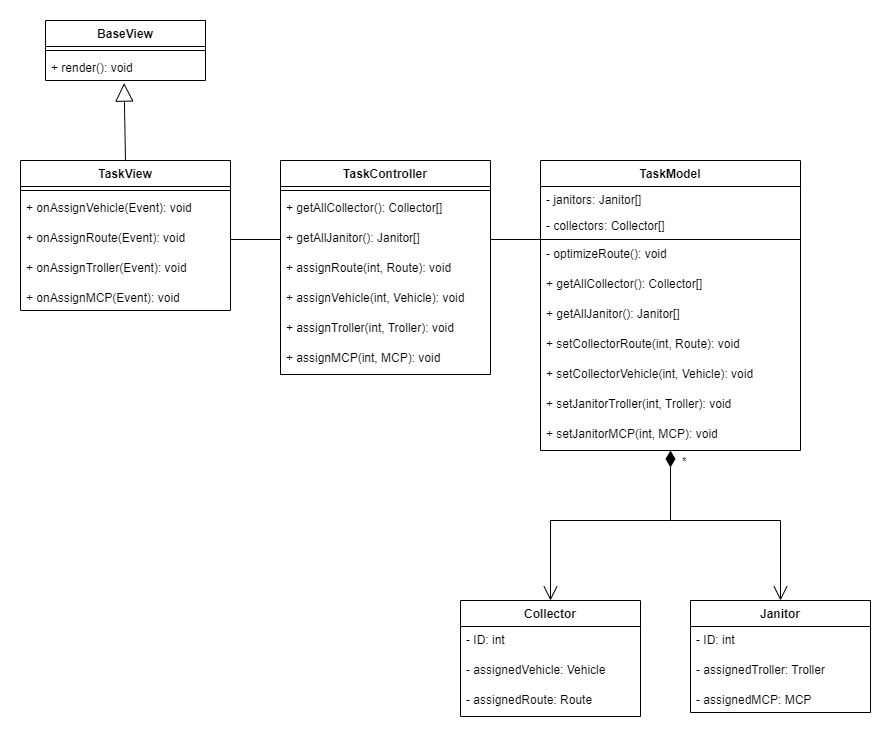 BaseView
+ render(): void
TaskView
+ onAssignVehicle(Event): void
+ onAssignRoute(Event): void
+ onAssignTroller(Event): void
+ onAssignMCP(Event): void
TaskController
+ getAllCollector(): Collector[]
+ getAllJanitor(): Janitor[]
+ assignRoute(int, Route): void
+ assignVehicle(int, Vehicle): void
+ assignTroller(int, Troller): void
+ assignMCP(int, MCP): void
TaskModel
- janitors: Janitor[]
- collectors: Collector[]
- optimizeRoute(): void
+ getAllCollector(): Collector[]
+ getAllJanitor(): Janitor[]
+ setCollectorRoute(int, Route): void
+ setCollectorVehicle(int, Vehicle): void
+ setJanitorTroller(int, Troller): void
+ setJanitorMCP(int, MCP): void
*
Collector
- ID: int
- assignedVehicle: Vehicle
- assignedRoute: Route
Janitor
- ID: int
- assignedTroller: Troller
- assignedMCP: MCP